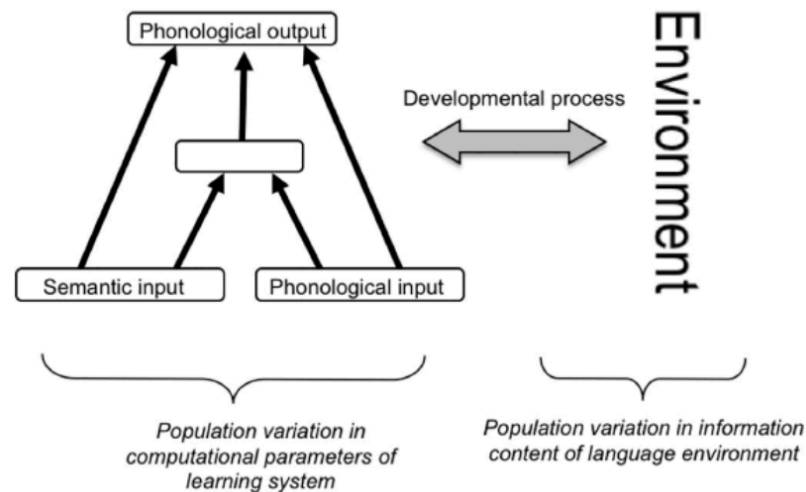 Phonological output
Environment
Developmental process
Semantic input
Phonological input
Population variation in
computational parameters of
learning system
Population variation in information
content of language environment